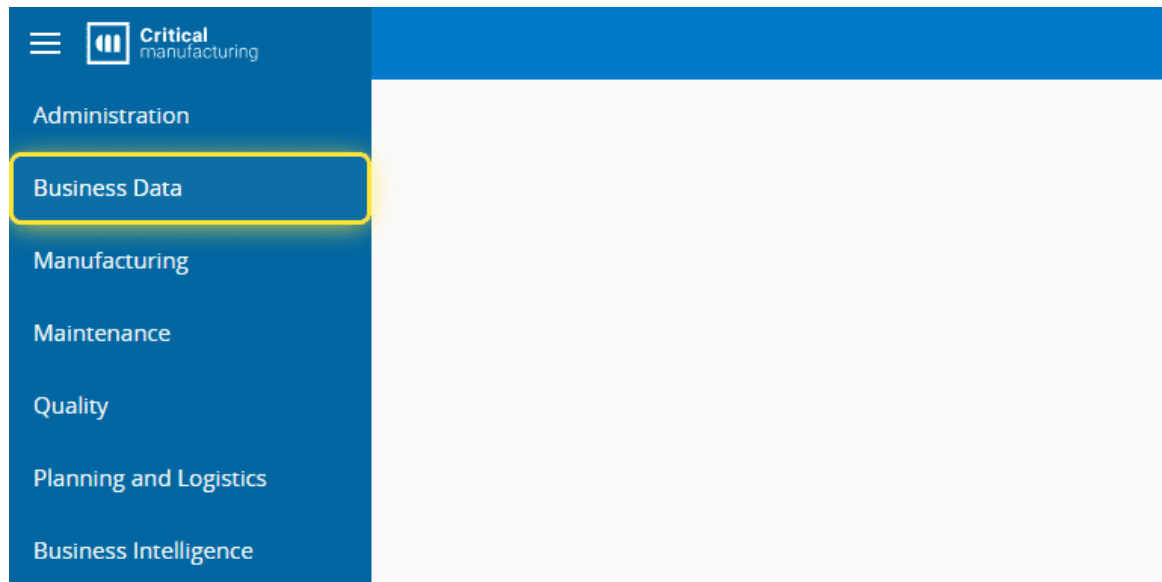 Critical
manufacturing
Administration
Business Data
Manufacturing
Maintenance
Quality
Planning and Logistics
Business Intelligence